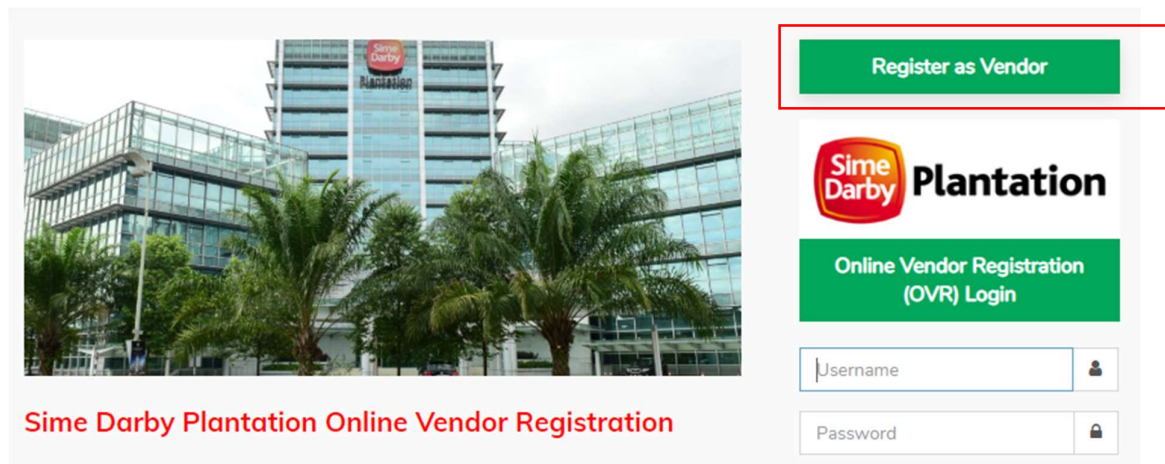 Sime
Darby
Plantation
Register as Vendor
Sime
Darby
Plantation
Online Vendor Registration
(OVR) Login
Username
Password
Sime Darby Plantation Online Vendor Registration